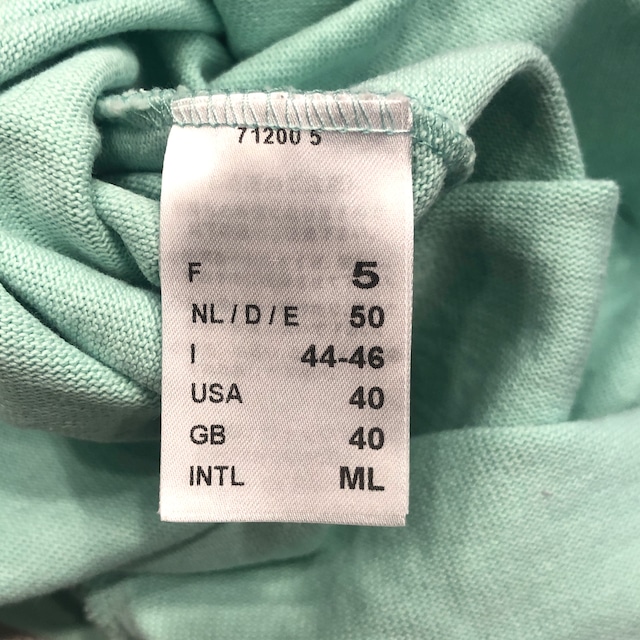 71200 5
F 5
NL / D / E 50
I 44-46
USA 40
GB 40
INTL ML